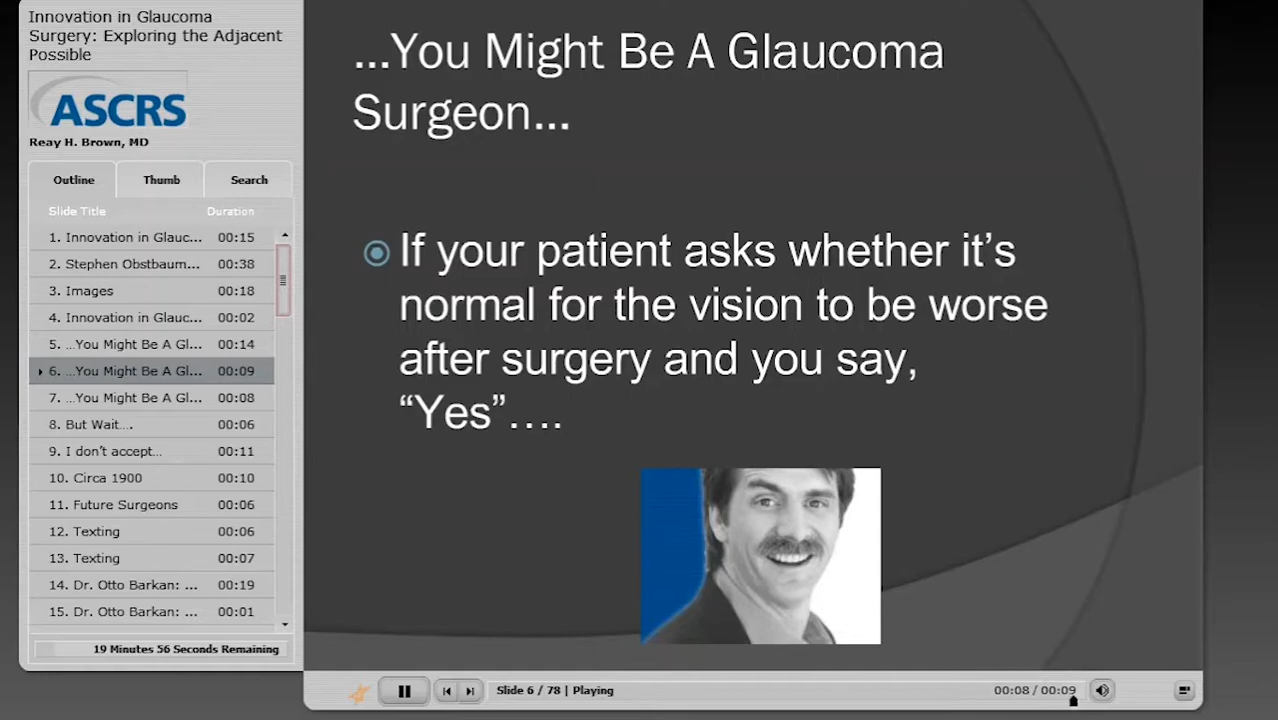 Innovation in Glaucoma
Surgery: Exploring the Adjacent
Possible
ASCRS
Reay H. Brown, MD
Outline Thumb Search
Slide Title Duration
1. Innovation in Glauc... 00:15
2. Stephen Obstbaum... 00:38
3. Images 00:18
4. Innovation in Glauc... 00:02
5. ...You Might Be A Gl... 00:14
6. ...You Might Be A Gl... 00:09
7. ...You Might Be A Gl... 00:08
8. But Wait.... 00:06
9. I don't accept... 00:11
10. Circa 1900 00:10
11. Future Surgeons 00:06
12. Texting 00:06
13. Texting 00:07
14. Dr. Otto Barkan: ... 00:19
15. Dr. Otto Barkan: ... 00:01
19 Minutes 56 Seconds Remaining
...You Might Be A Glaucoma
Surgeon...
If your patient asks whether it’s
normal for the vision to be worse
after surgery and you say,
“Yes”….
Slide 6 / 78 | Playing
00:08 / 00:09